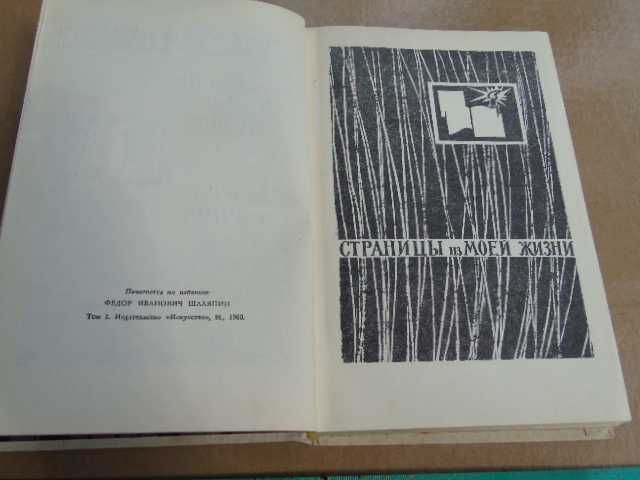 Печатается по изданию:
ФЕДОР ИВАНОВИЧ ШАЛЯПИН
Том 1. Издательство «Искусство», М., 1960.
СТРАНИЦЫ ИЗ МОЕЙ ЖИЗНИ